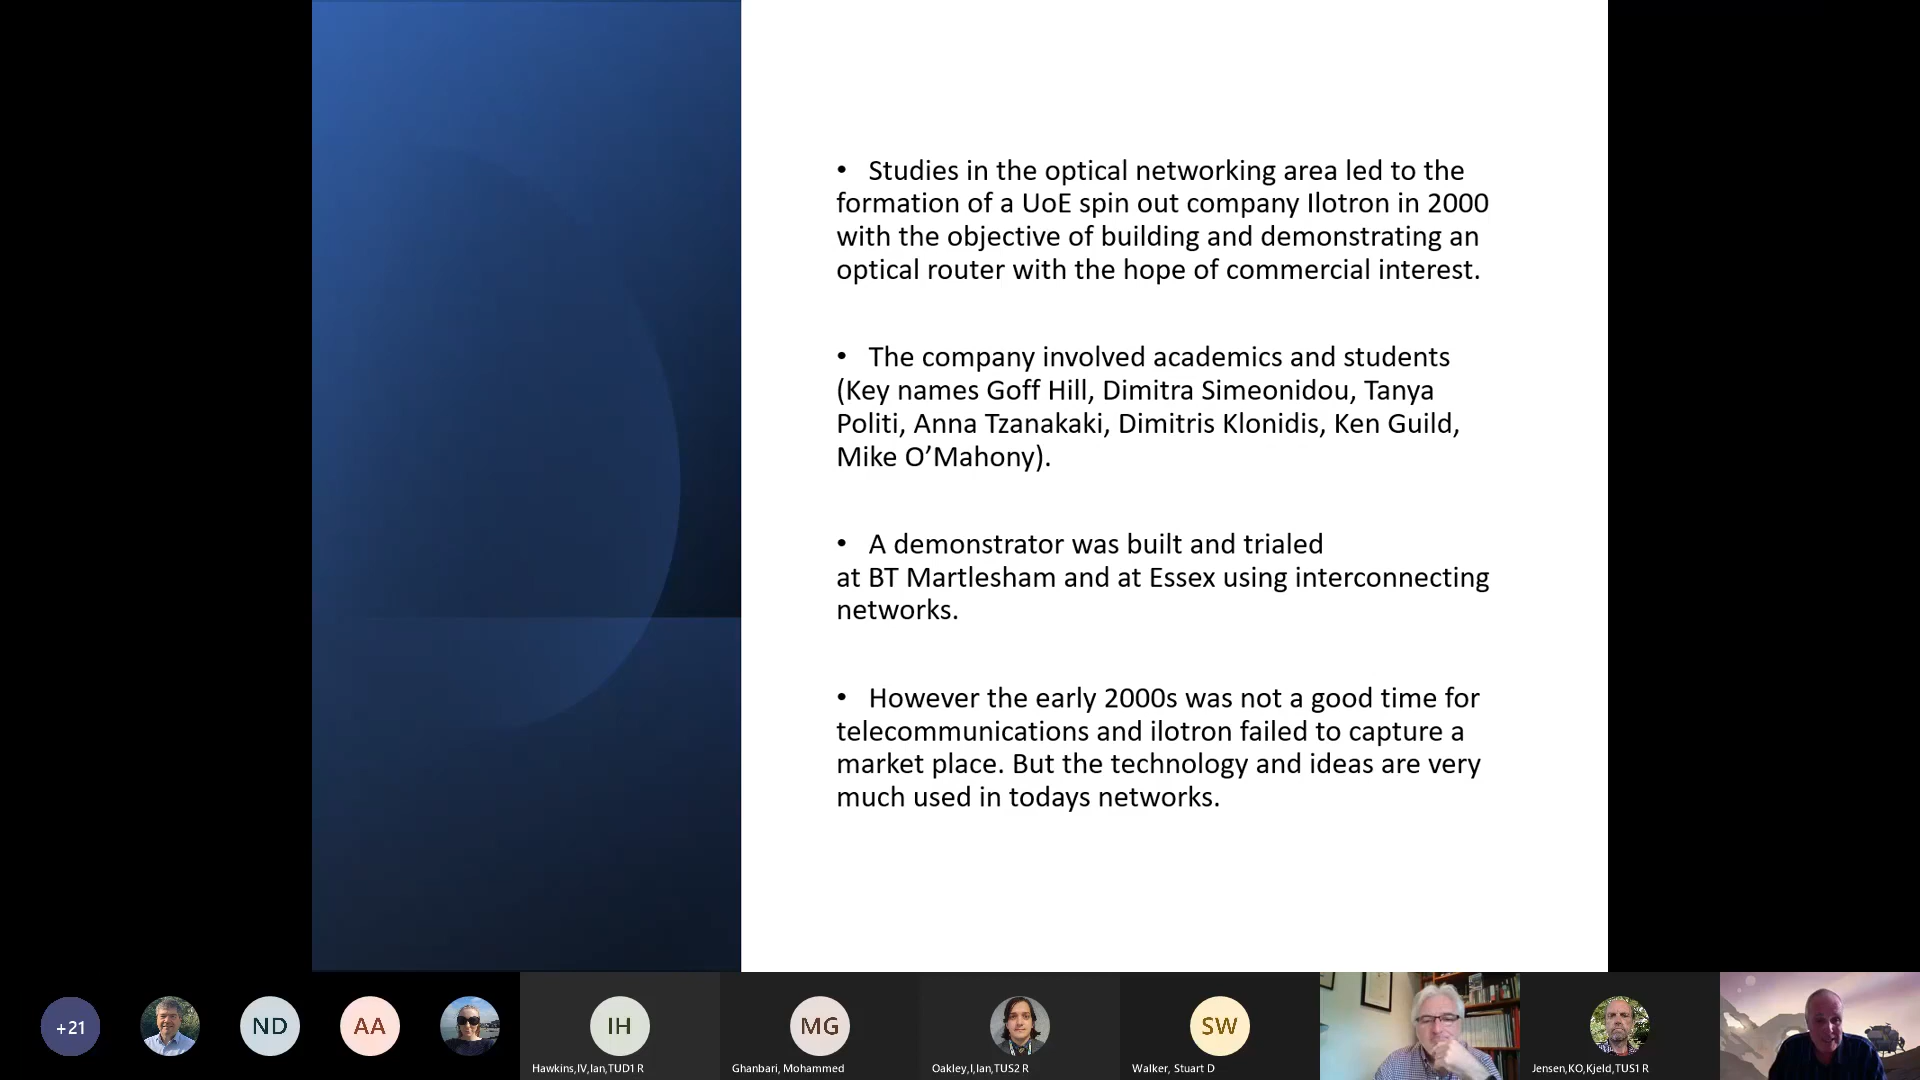 • Studies in the optical networking area led to the
formation of a UoE spin out company Ilotron in 2000
with the objective of building and demonstrating an
optical router with the hope of commercial interest.
• The company involved academics and students
(Key names Goff Hill, Dimitra Simeonidou, Tanya
Politi, Anna Tzanakaki, Dimitris Klonidis, Ken Guild,
Mike O’Mahony).
• A demonstrator was built and trialed
at BT Martlesham and at Essex using interconnecting
networks.
• However the early 2000s was not a good time for
telecommunications and ilotron failed to capture a
market place. But the technology and ideas are very
much used in todays networks.
+21
ND
AA
IH
MG
SW
Hawkins,IV,Ian,TUD1 R
Ghanbari, Mohammed
Oakley,I,Ian,TUS2 R
Walker, Stuart D
Jensen,KO,Kjeld,TUS1 R